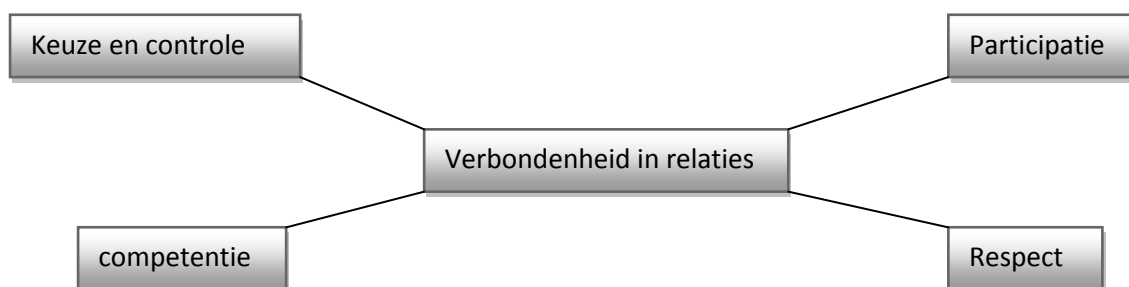 Keuze en controle
Participatie
Verbondenheid in relaties
competentie
Respect